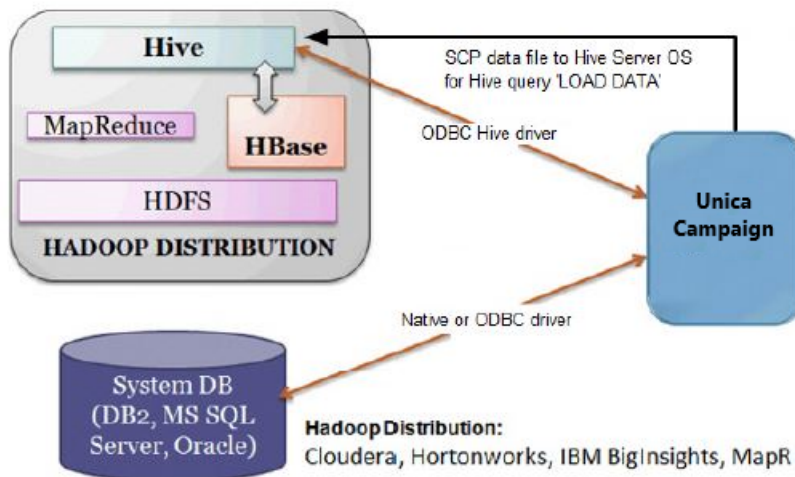 Hive
MapReduce
HBase
HDFS
HADOOP DISTRIBUTION
SCP data file to Hive Server OS
for Hive query 'LOAD DATA'
ODBC Hive driver
Unica
Campaign
Native or ODBC driver
System DB
(DB2, MS SQL
Server, Oracle)
Hadoop Distribution:
Cloudera, Hortonworks, IBM BigInsights, MapR